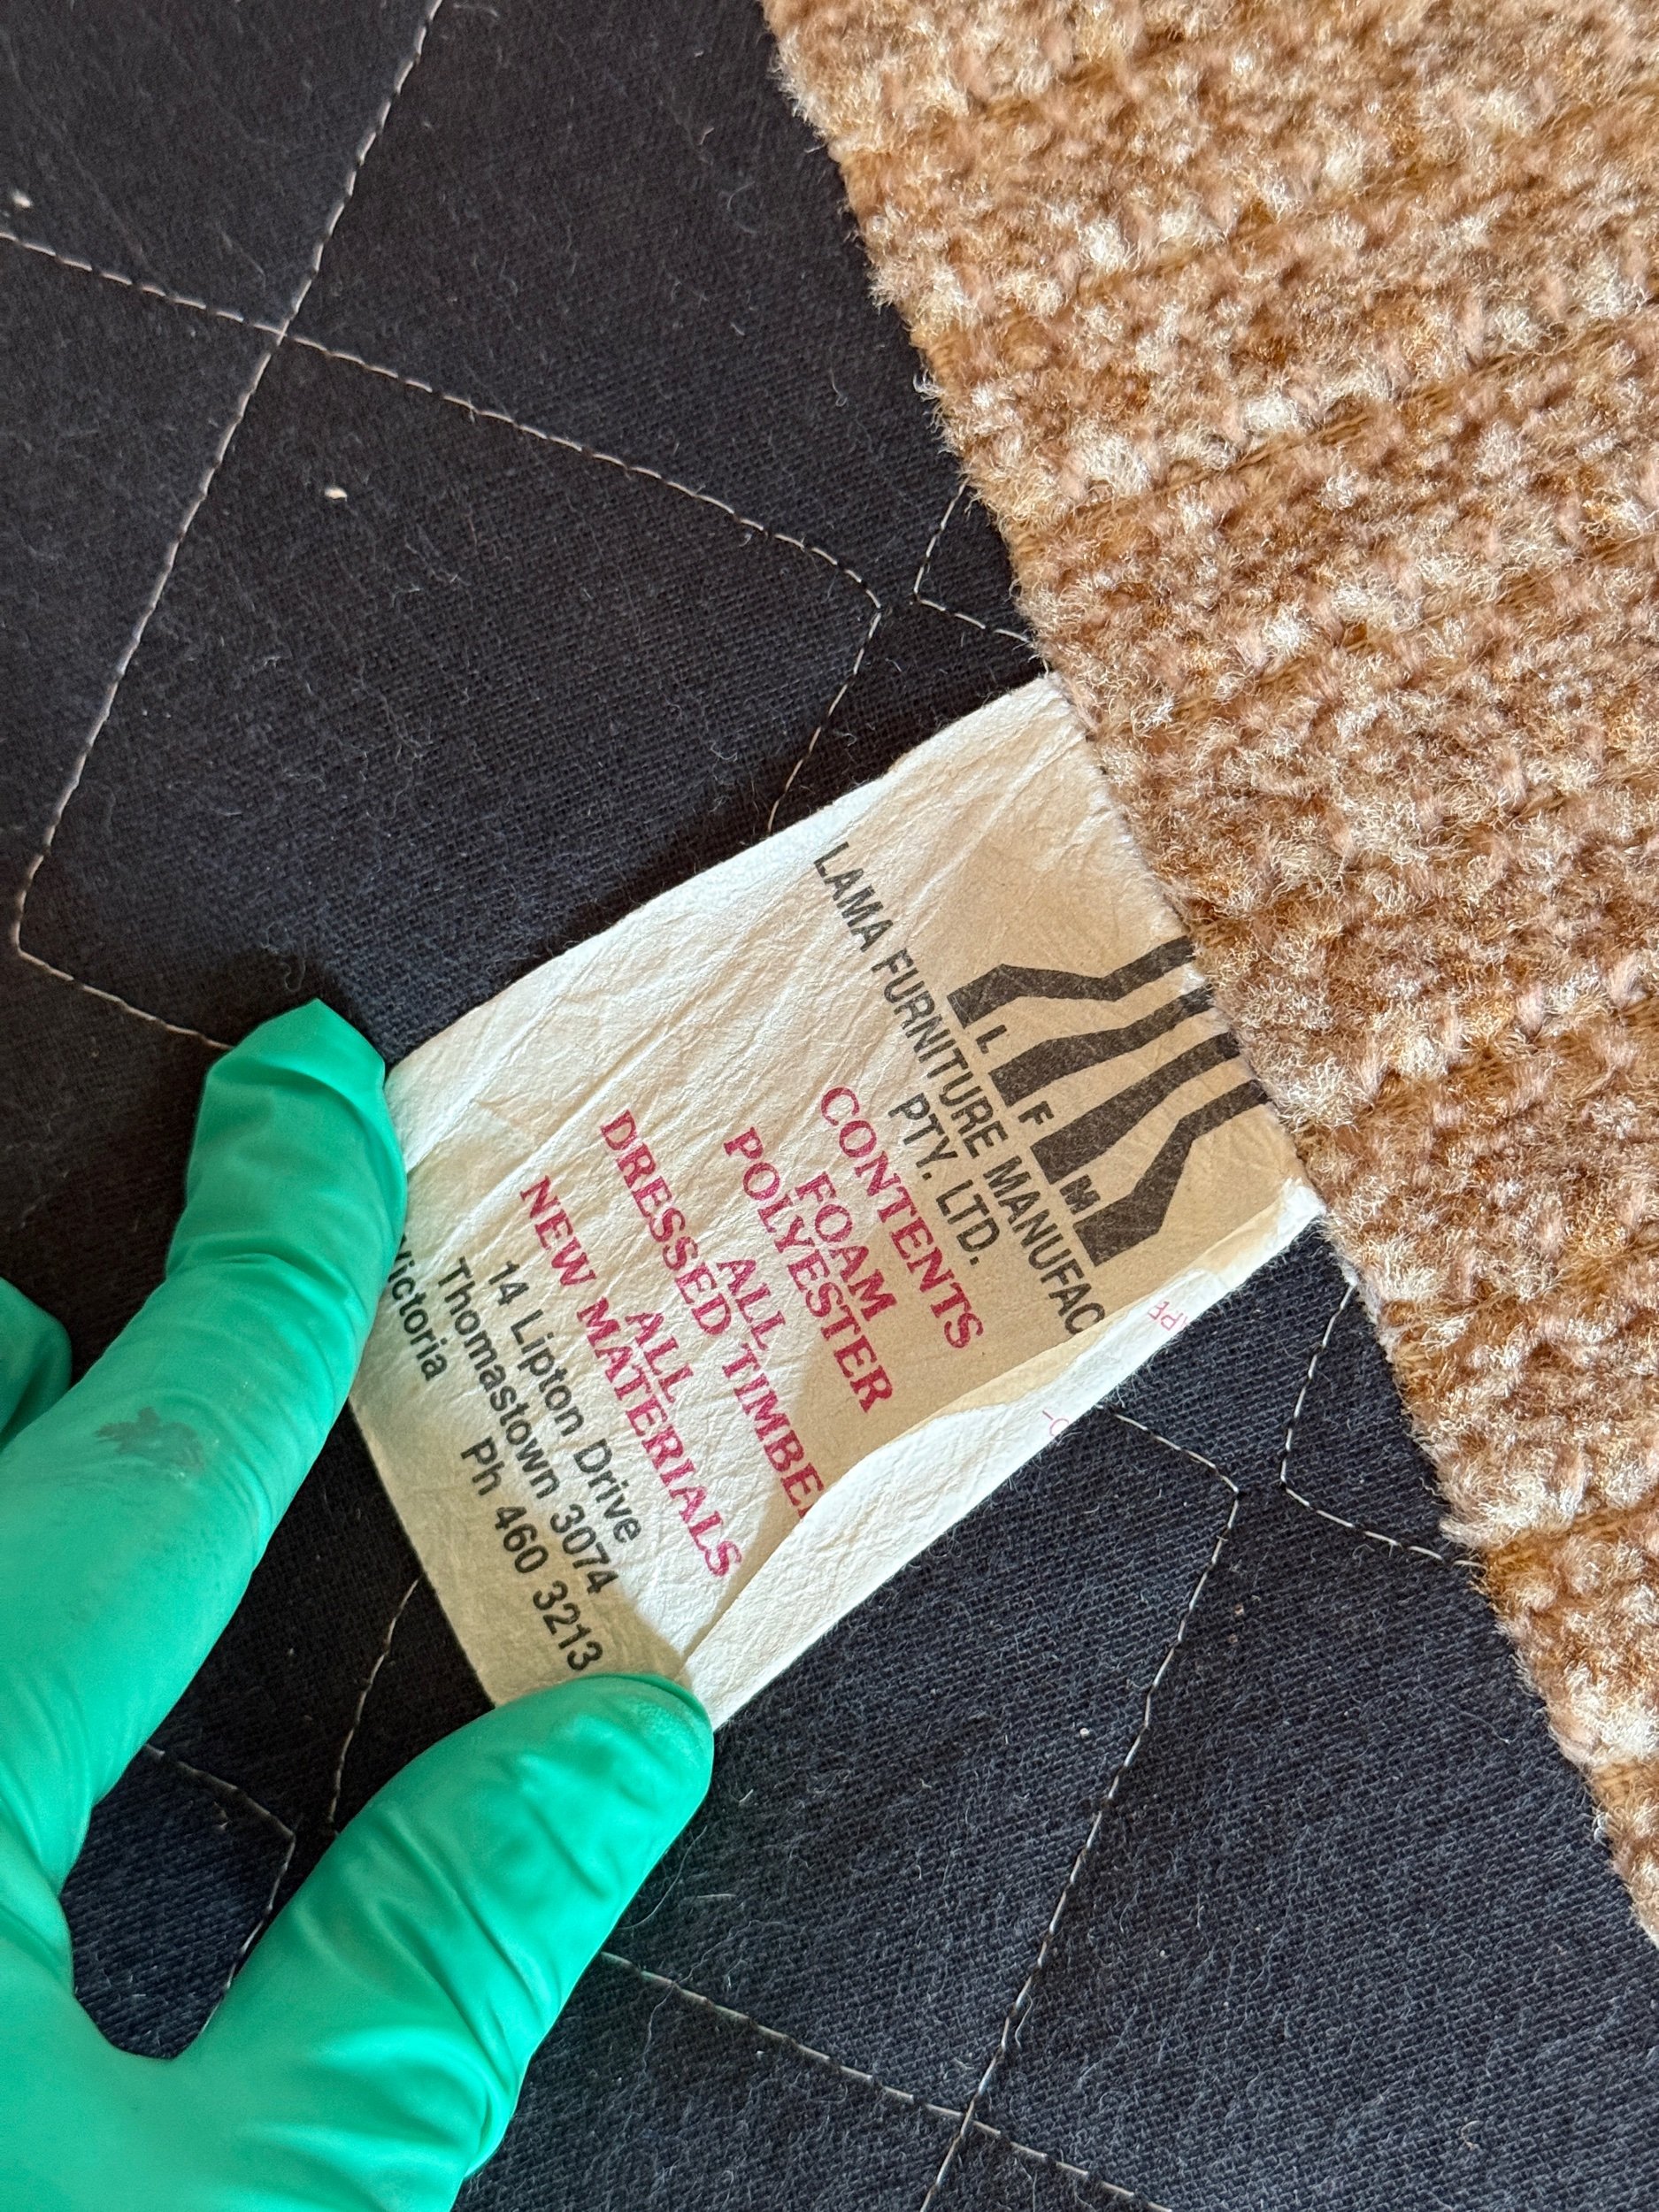 L F M
LAMA FURNITURE MANUFAC
PTY. LTD.
CONTENTS
FOAM
POLYESTER
ALL
DRESSED TIMBE
ALL
NEW MATERIALS
14 Lipton Drive
Thomastown 3074
Victoria Ph 460 3213